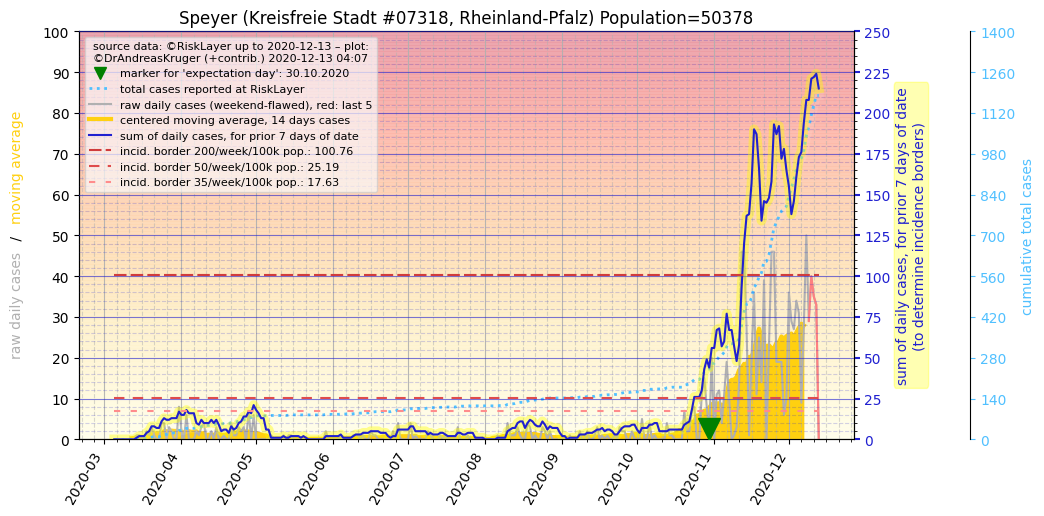 Speyer (Kreisfreie Stadt #07318, Rheinland-Pfalz) Population=50378
source data: ©RiskLayer up to 2020-12-13 – plot:
©DrAndreasKruger (+contrib.) 2020-12-13 04:07
marker for 'expectation day': 30.10.2020
total cases reported at RiskLayer
raw daily cases (weekend-flawed), red: last 5
centered moving average, 14 days cases
sum of daily cases, for prior 7 days of date
incid. border 200/week/100k pop.: 100.76
incid. border 50/week/100k pop.: 25.19
incid. border 35/week/100k pop.: 17.63
raw daily cases / moving average
100
90
80
70
60
50
40
30
20
10
0
2020-03
2020-04
2020-05
2020-06
2020-07
2020-08
2020-09
2020-10
2020-11
2020-12
250
225
200
175
150
125
100
75
50
25
0
sum of daily cases, for prior 7 days of date
(to determine incidence borders)
1400
1260
1120
980
840
700
560
420
280
140
0
cumulative total cases